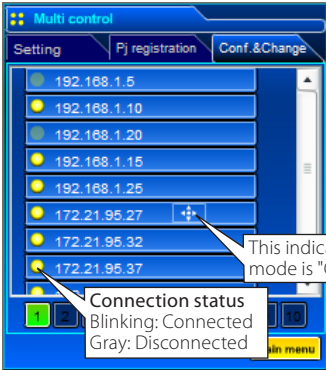 Multi control
Setting Pj registration Conf.&Change
192.168.1.5
192.168.1.10
192.168.1.20
192.168.1.15
192.168.1.25
172.21.95.27
172.21.95.32
This
172.21.95.37
mode is
Connection status
Blinking: Connected
Gray: Disconnected
1 2 10
menu